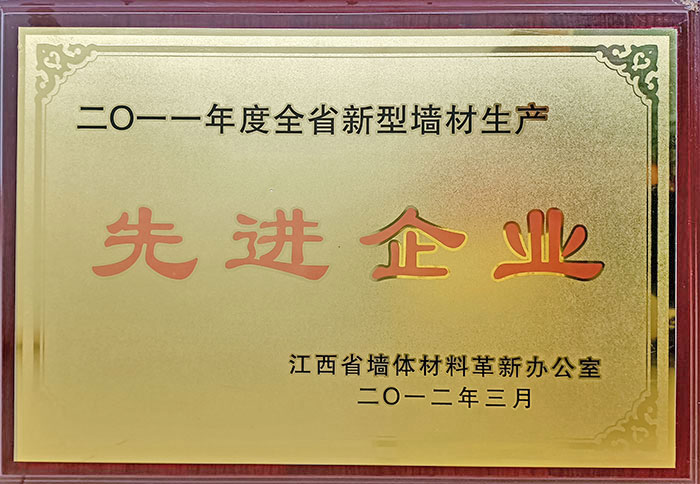 二〇一一年度全省新型墙材生产
先进企业
江西省墙体材料革新办公室
二〇一二年三月